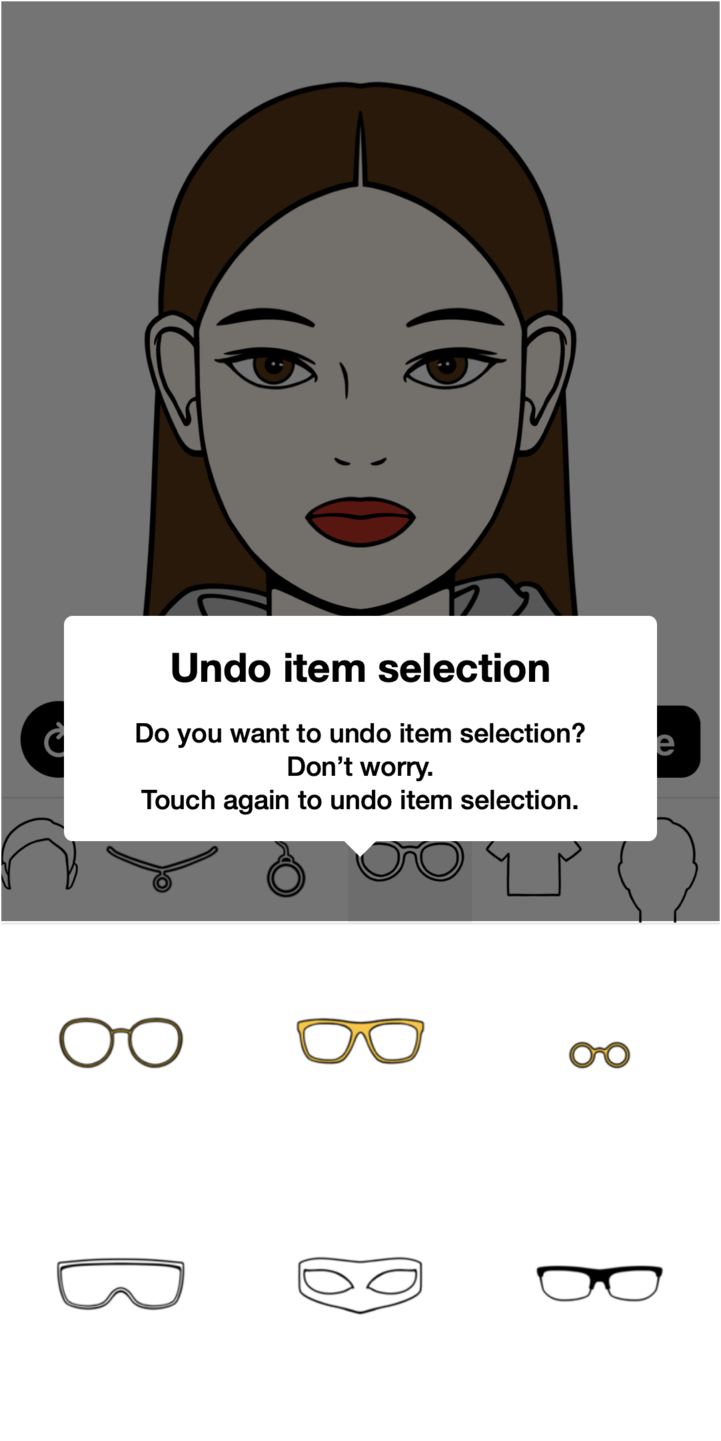 Undo item selection
Do you want to undo item selection?
Don’t worry.
Touch again to undo item selection.